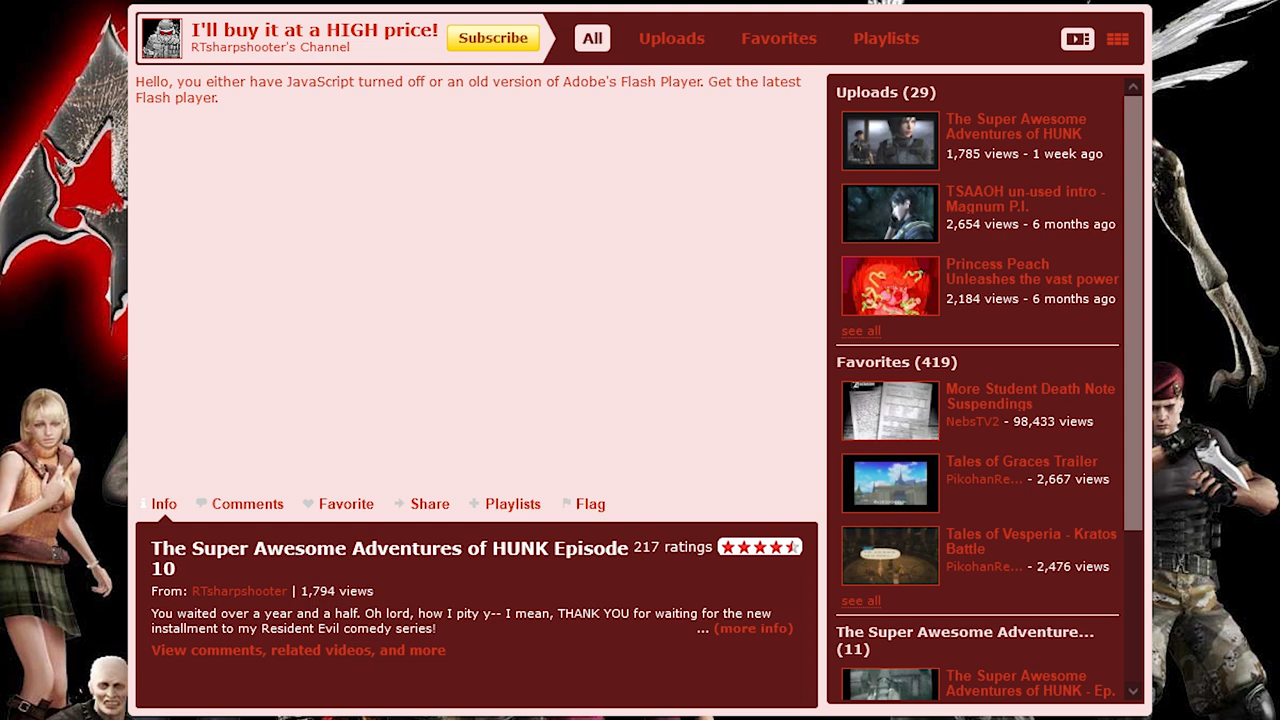 I'll buy it at a HIGH price!
RTsharpshooter's Channel
Subscribe
All
Uploads
Favorites
Playlists
Hello, you either have JavaScript turned off or an old version of Adobe's Flash Player. Get the latest
Flash player.
Info
Comments
Favorite
Share
Playlists
Flag
The Super Awesome Adventures of HUNK Episode
10
217 ratings
From: RTsharpshooter | 1,794 views
You waited over a year and a half. Oh lord, how I pity y-- I mean, THANK YOU for waiting for the new
installment to my Resident Evil comedy series!
... (more info)
View comments, related videos, and more
Uploads (29)
The Super Awesome
Adventures of HUNK
1,785 views - 1 week ago
TSAAOH un-used intro -
Magnum P.I.
2,654 views - 6 months ago
Princess Peach
Unleashes the vast power
2,184 views - 6 months ago
see all
Favorites (419)
More Student Death Note
Suspendings
NebsTV2 - 98,433 views
Tales of Graces Trailer
PikohanRe... - 2,667 views
Tales of Vesperia - Kratos
Battle
PikohanRe... - 2,476 views
see all
The Super Awesome Adventure...
(11)
The Super Awesome
Adventures of HUNK - Ep.